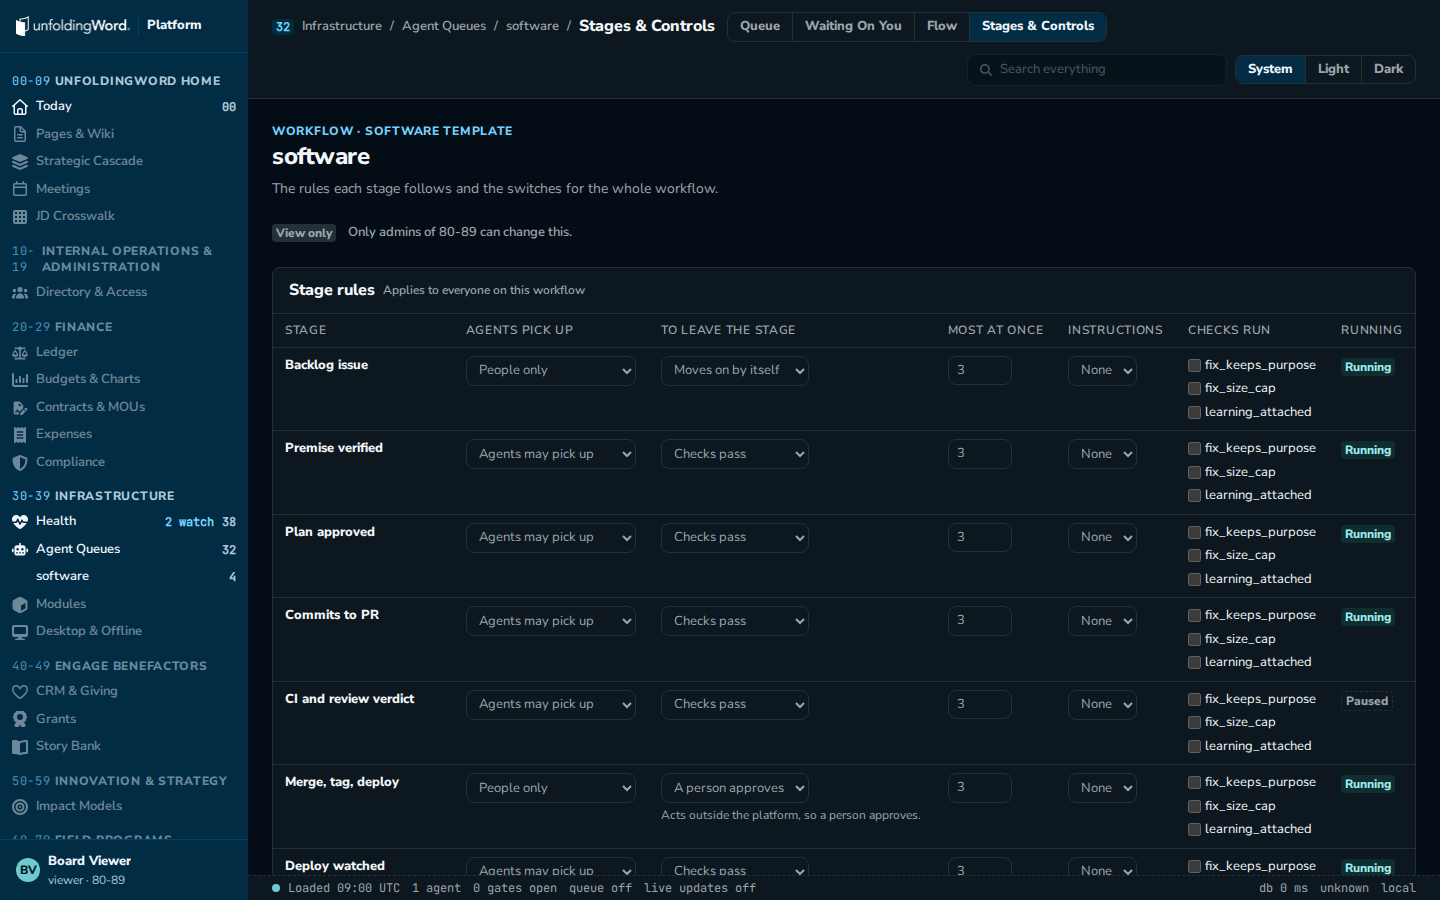 unfoldingWord Platform
00-09 UNFOLDINGWORD HOME
Today 00
Pages & Wiki
Strategic Cascade
Meetings
JD Crosswalk
10-19 INTERNAL OPERATIONS & ADMINISTRATION
Directory & Access
20-29 FINANCE
Ledger
Budgets & Charts
Contracts & MOUs
Expenses
Compliance
30-39 INFRASTRUCTURE
Health 2 watch 38
Agent Queues 32
software 4
Modules
Desktop & Offline
40-49 ENGAGE BENEFACTORS
CRM & Giving
Grants
Story Bank
50-59 INNOVATION & STRATEGY
Impact Models
60-79 FIELD PROGRAMS
BV Board Viewer
viewer · 80-89
32 Infrastructure / Agent Queues / software / Stages & Controls
Queue Waiting On You Flow Stages & Controls
Search everything
System Light Dark
WORKFLOW · SOFTWARE TEMPLATE
software
The rules each stage follows and the switches for the whole workflow.
View only Only admins of 80-89 can change this.
Stage rules Applies to everyone on this workflow
STAGE AGENTS PICK UP TO LEAVE THE STAGE MOST AT ONCE INSTRUCTIONS CHECKS RUN RUNNING
Backlog issue People only Moves on by itself 3 None fix_keeps_purpose Running
fix_size_cap
learning_attached
Premise verified Agents may pick up Checks pass 3 None fix_keeps_purpose Running
fix_size_cap
learning_attached
Plan approved Agents may pick up Checks pass 3 None fix_keeps_purpose Running
fix_size_cap
learning_attached
Commits to PR Agents may pick up Checks pass 3 None fix_keeps_purpose Running
fix_size_cap
learning_attached
CI and review verdict Agents may pick up Checks pass 3 None fix_keeps_purpose Paused
fix_size_cap
learning_attached
Merge, tag, deploy People only A person approves 3 None fix_keeps_purpose Running
Acts outside the platform, so a person approves.
fix_size_cap
learning_attached
Deploy watched Agents may pick up Checks pass 3 None fix_keeps_purpose Running
Loaded 09:00 UTC 1 agent 0 gates open queue off live updates off db 0 ms unknown local